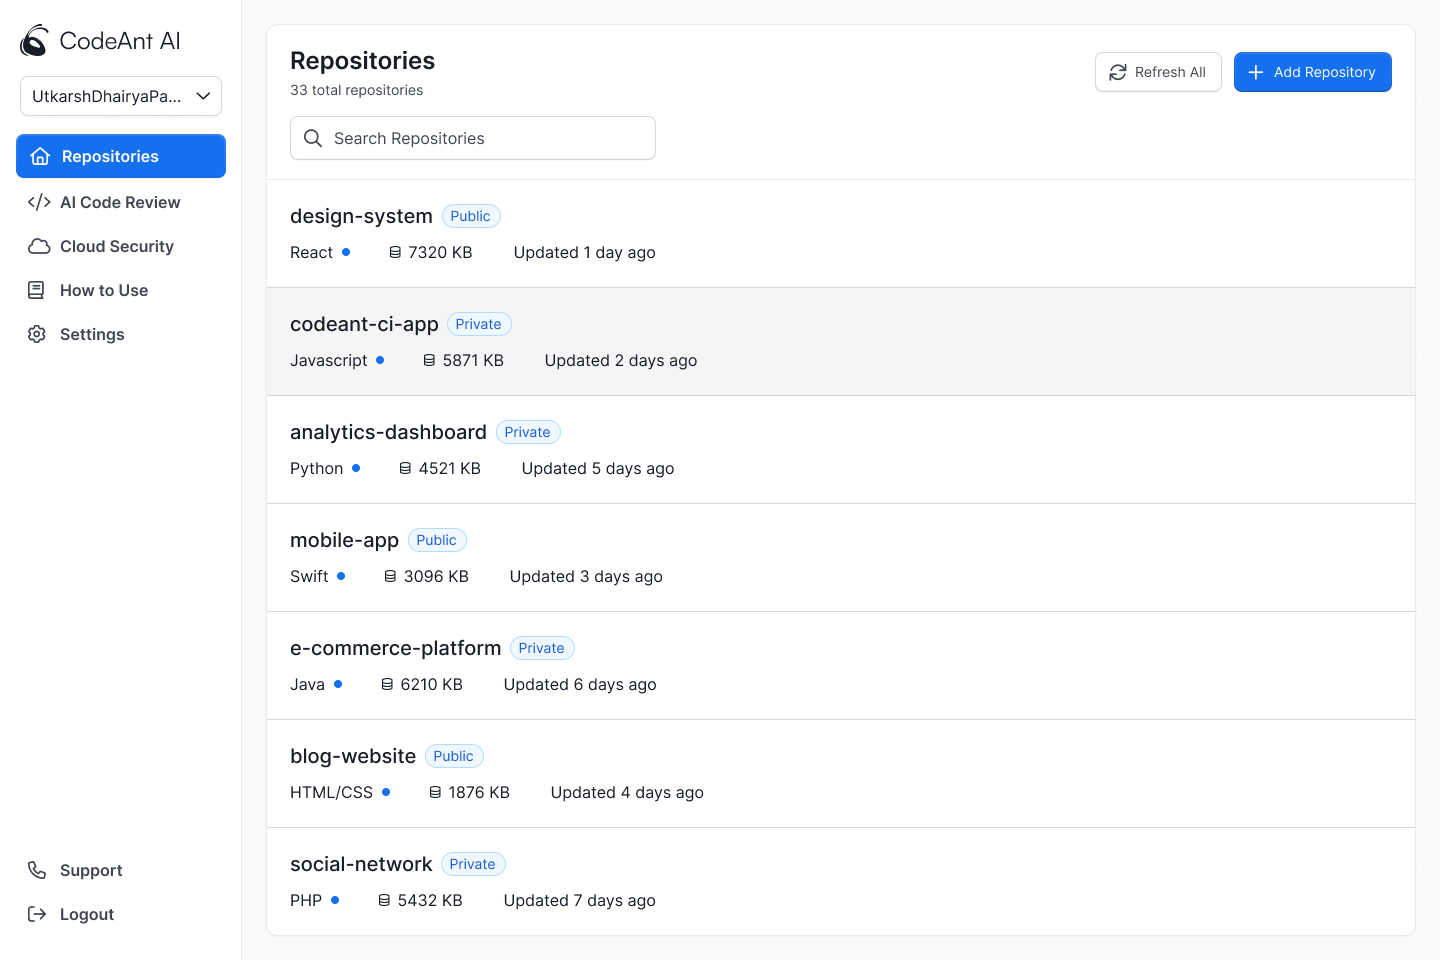 CodeAnt AI
UtkarshDhairyaPa...
Repositories
AI Code Review
Cloud Security
How to Use
Settings
Support
Logout
Repositories
33 total repositories
Refresh All
Add Repository
Search Repositories
design-system Public
React 7320 KB Updated 1 day ago
codeant-ci-app Private
Javascript 5871 KB Updated 2 days ago
analytics-dashboard Private
Python 4521 KB Updated 5 days ago
mobile-app Public
Swift 3096 KB Updated 3 days ago
e-commerce-platform Private
Java 6210 KB Updated 6 days ago
blog-website Public
HTML/CSS 1876 KB Updated 4 days ago
social-network Private
PHP 5432 KB Updated 7 days ago